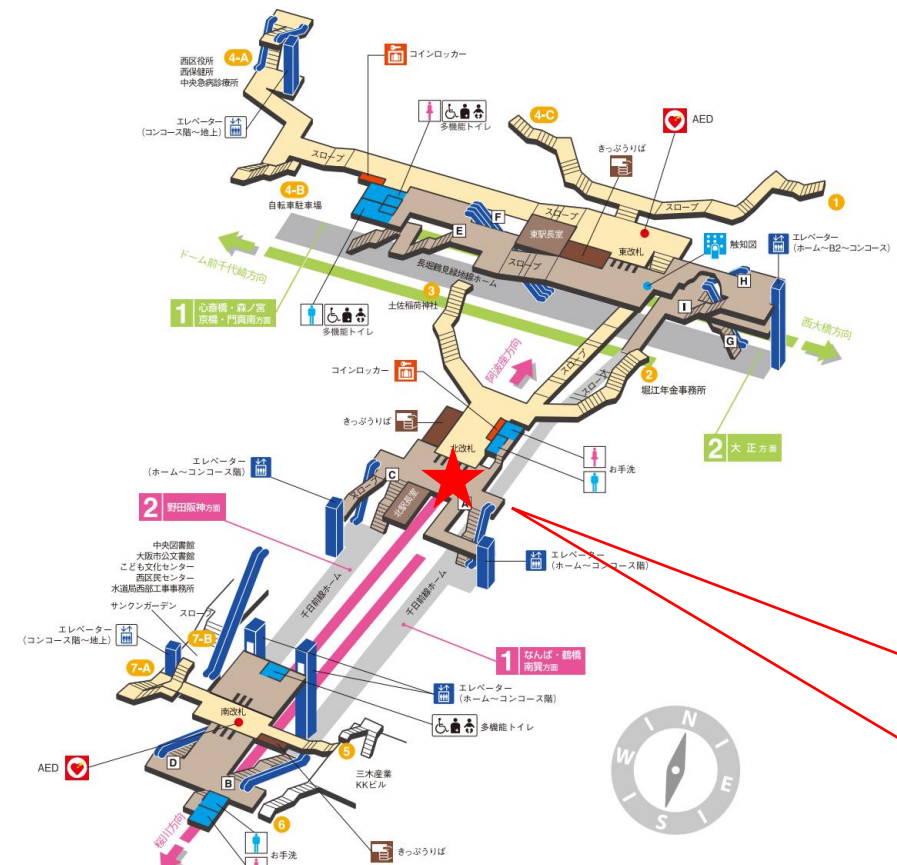 4-A
西区役所
西保健所
中央急病診療所
コインロッカー
エレベーター
(コンコース階～地上)
多機能トイレ
4-C
AED
きっぷうりば
スロープ
4-B
自転車駐車場
スロープ
1
F
E
東駅長室
東改札
触知図
エレベーター
(ホーム～B2～コンコース)
ドーム前千代崎方向
長堀鶴見緑地線ホーム
スロープ
H
I
G
3
土佐稲荷神社
1 心斎橋・森ノ宮
京橋・門真南方面
多機能トイレ
西大橋方向
スロープ
スロープ
阿波座方向
コインロッカー
2
堀江年金事務所
きっぷうりば
北改札
お手洗
2 大正方面
エレベーター
(ホーム～コンコース階)
C
スロープ
北駅長室
A
2 野田阪神方面
エレベーター
(ホーム～コンコース階)
中央図書館
大阪市公文書館
こども文化センター
西区民センター
水道局西部工事事務所
サンクンガーデン
スロープ
千日前線ホーム
千日前線ホーム
エレベーター
(コンコース階～地上)
7-B
7-A
1 なんば・鶴橋
南巽方面
エレベーター
(ホーム～コンコース階)
南改札
多機能トイレ
5
三木産業
KKビル
AED
D
B
6
桜川方向
お手洗
きっぷうりば
N
E
S
W